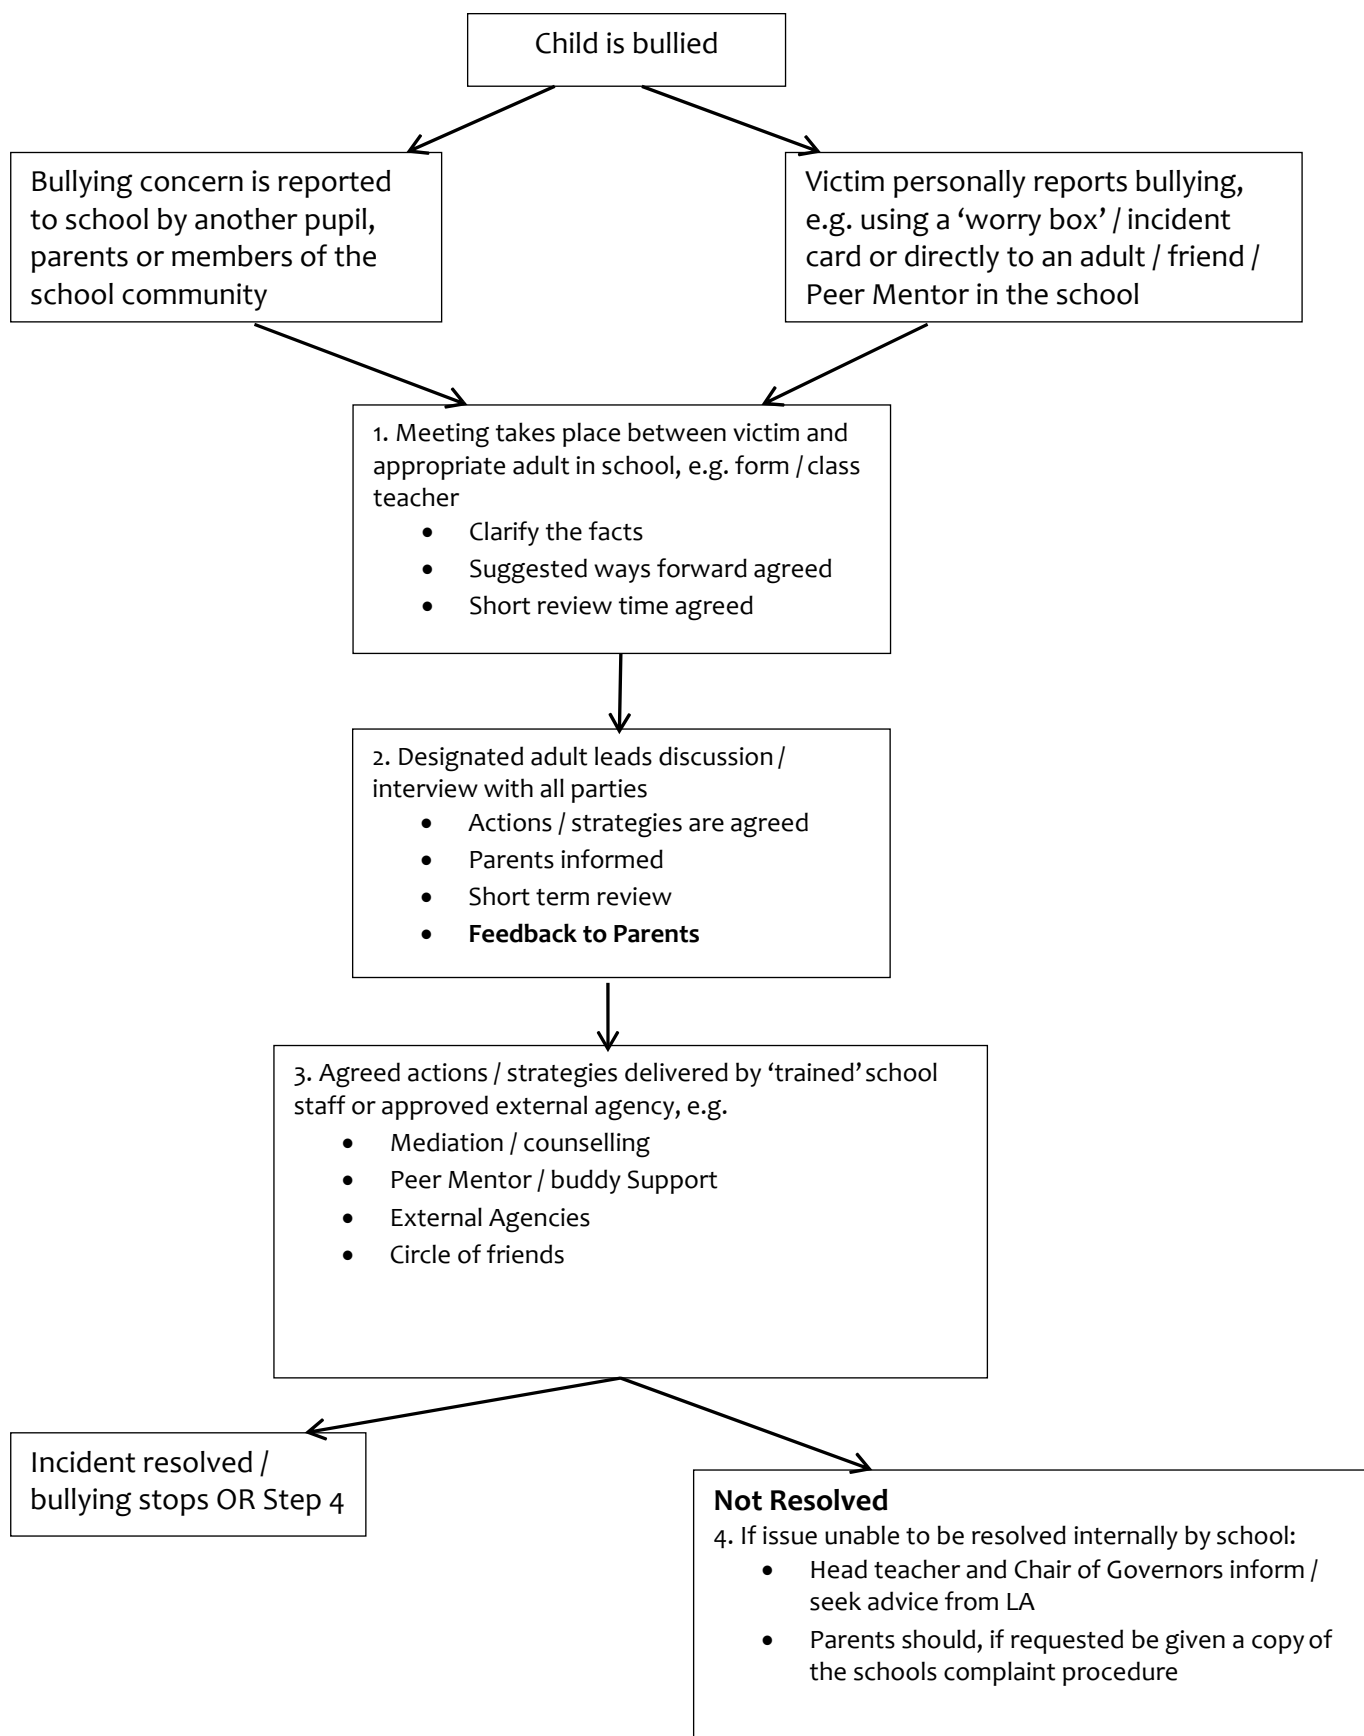 Child is bullied
Bullying concern is reported
to school by another pupil,
parents or members of the
school community
Victim personally reports bullying,
e.g. using a ‘worry box’ / incident
card or directly to an adult / friend /
Peer Mentor in the school
1. Meeting takes place between victim and
appropriate adult in school, e.g. form / class
teacher
• Clarify the facts
• Suggested ways forward agreed
• Short review time agreed
2. Designated adult leads discussion /
interview with all parties
• Actions / strategies are agreed
• Parents informed
• Short term review
• Feedback to Parents
3. Agreed actions / strategies delivered by ‘trained’ school
staff or approved external agency, e.g.
• Mediation / counselling
• Peer Mentor / buddy Support
• External Agencies
• Circle of friends
Incident resolved /
bullying stops OR Step 4
Not Resolved
4. If issue unable to be resolved internally by school:
• Head teacher and Chair of Governors inform /
seek advice from LA
• Parents should, if requested be given a copy of
the schools complaint procedure